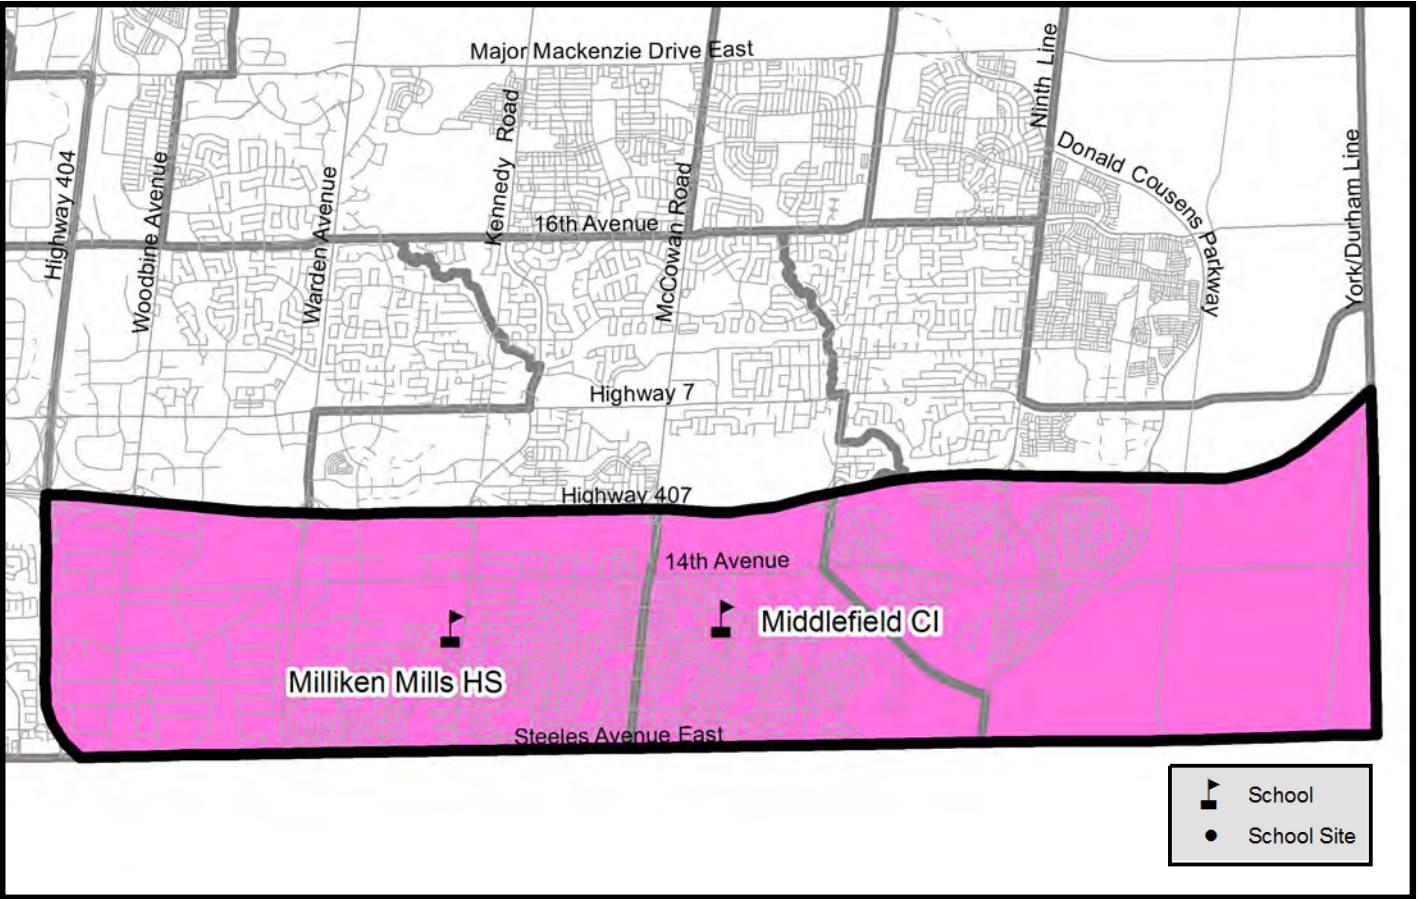 Major Mackenzie Drive East
Ninth Line
Kennedy Road
Donald Cousens Parkway
York/Durham Line
Highway 404
Woodbine Avenue
Warden Avenue
McCowan Road
16th Avenue
Highway 7
Highway 407
14th Avenue
Middlefield CI
Milliken Mills HS
Steeles Avenue East
School
School Site